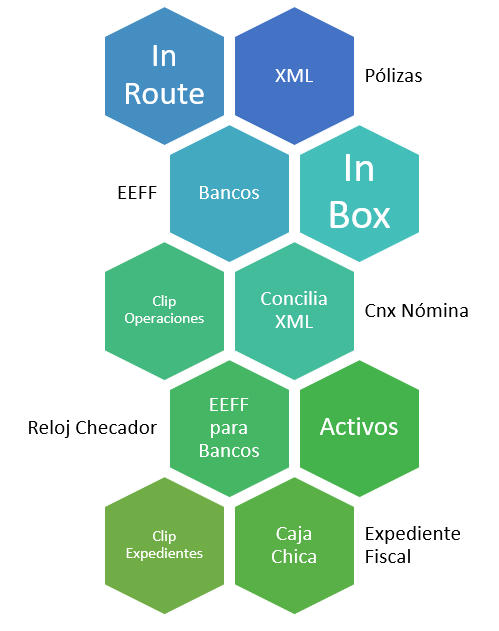 In
Route
XML
Pólizas
EEFF
Bancos
In
Box
Clip
Operaciones
Concilia
XML
Cnx Nómina
Reloj Checador
EEFF
para
Bancos
Activos
Clip
Expedientes
Caja
Chica
Expediente
Fiscal